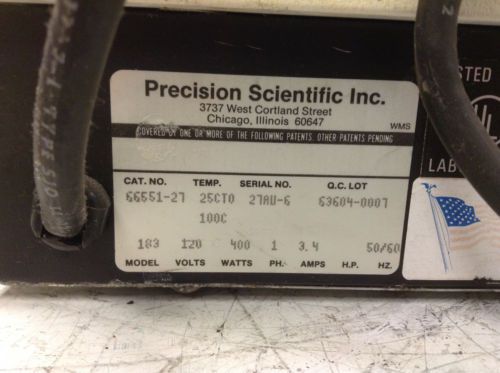 Precision Scientific Inc.
3737 West Cortland Street
Chicago, Illinois 60647
WMS
COVERED BY ONE OR MORE OF THE FOLLOWING PATENTS. OTHER PATENTS PENDING
CAT. NO. TEMP. SERIAL NO. Q.C. LOT
66551-27 25CTO 27AU-6 63604-0007
100C
183 120 400 1 3.4 50/60
MODEL VOLTS WATTS PH. AMPS H.P. HZ.
STED
UL
LAB
2